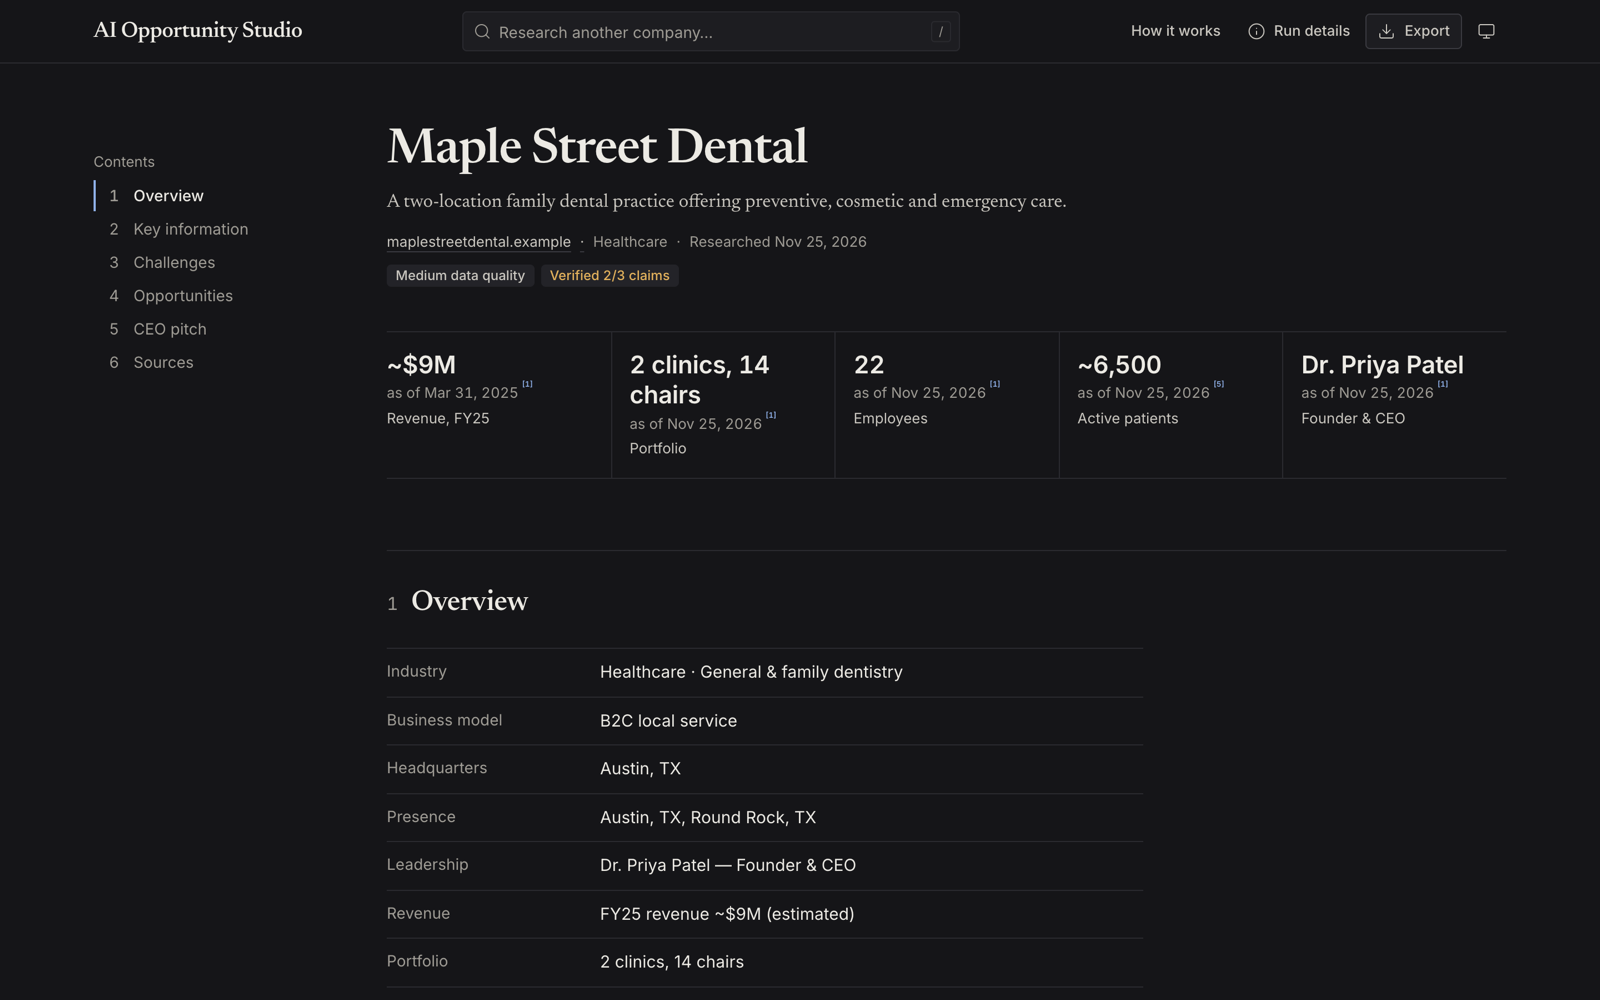 AI Opportunity Studio
Research another company...
/
How it works
Run details
Export
Contents
1 Overview
2 Key information
3 Challenges
4 Opportunities
5 CEO pitch
6 Sources
Maple Street Dental
A two-location family dental practice offering preventive, cosmetic and emergency care.
maplestreetdental.example · Healthcare · Researched Nov 25, 2026
Medium data quality
Verified 2/3 claims
~$9M
as of Mar 31, 2025 [1]
Revenue, FY25
2 clinics, 14
chairs
as of Nov 25, 2026 [1]
Portfolio
22
as of Nov 25, 2026 [1]
Employees
~6,500
as of Nov 25, 2026 [5]
Active patients
Dr. Priya Patel
as of Nov 25, 2026 [1]
Founder & CEO
1 Overview
Industry Healthcare · General & family dentistry
Business model B2C local service
Headquarters Austin, TX
Presence Austin, TX, Round Rock, TX
Leadership Dr. Priya Patel — Founder & CEO
Revenue FY25 revenue ~$9M (estimated)
Portfolio 2 clinics, 14 chairs